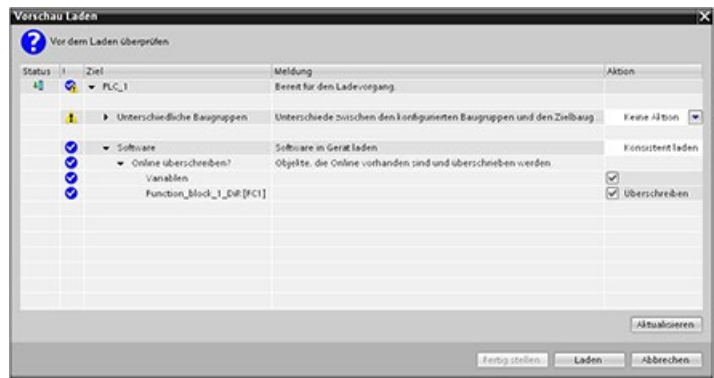 Vorschau Laden
Vor dem Laden überprüfen
Status ! Ziel Meldung Aktion
PLC_1 Bereit für den Ladevorgang.
Unterschiedliche Baugruppen Unterschiede zwischen den konfigurierten Baugruppen und den Zielbaug... Keine Aktion
Software Software in Gerät laden Konsistent laden
Online überschreiben? Objekte, die Online vorhanden sind und überschrieben werden.
Variablen
Function_block_1_DiR [FC1] Überschreiben
Aktualisieren
Fertig stellen Laden Abbrechen